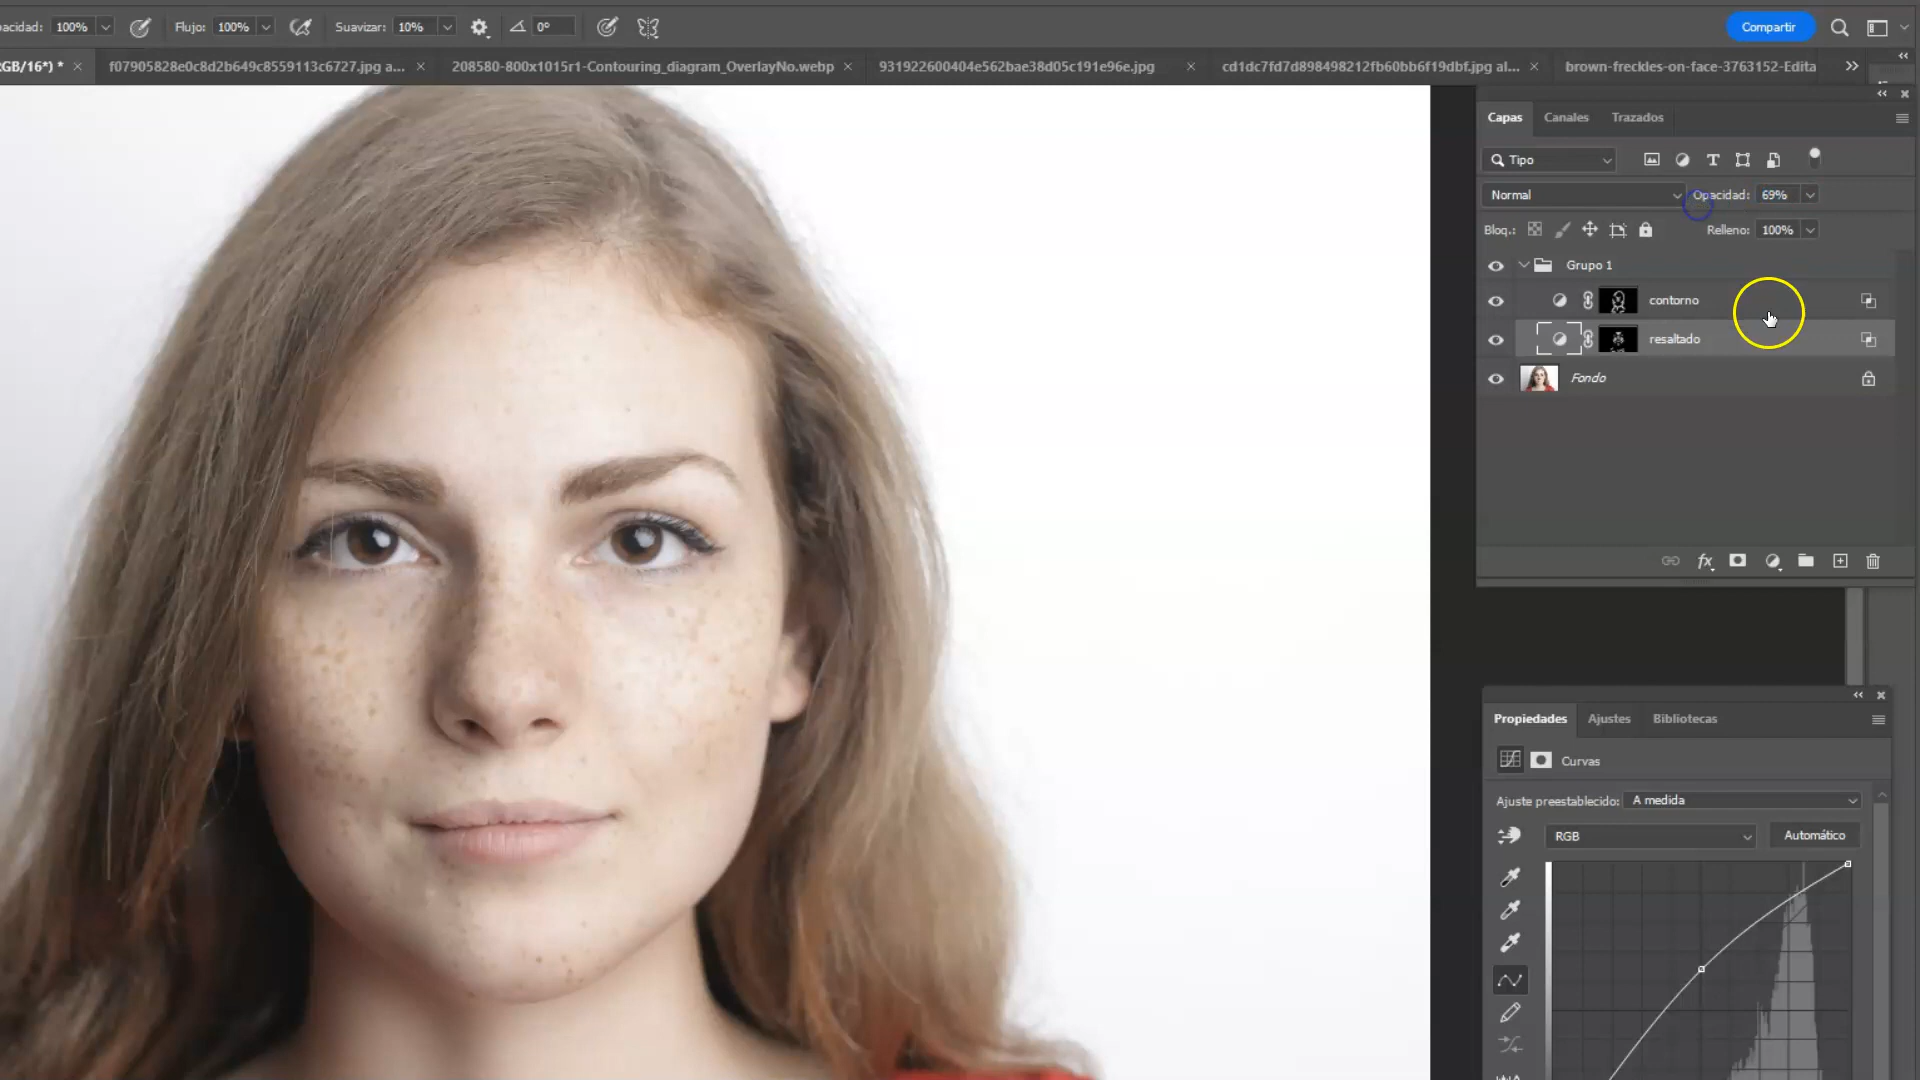 acidad: 100% Flujo: 100% Suavizar: 10% 0° Compartir
RGB/16*) * f07905828e0c8d2b649c8559113c6727.jpg a... 208580-800x1015r1-Contouring_diagram_OverlayNo.webp 931922600404e562bae38d05c191e96e.jpg cd1dc7fd7d898498212fb60bb6f19dbf.jpg al... brown-freckles-on-face-3763152-Edita
Capas Canales Trazados
Tipo
Normal Opacidad: 69%
Bloq.: Relleno: 100%
Grupo 1
contorno
resaltado
Fondo
fx
Propiedades Ajustes Bibliotecas
Curvas
Ajuste preestablecido: A medida
RGB Automático